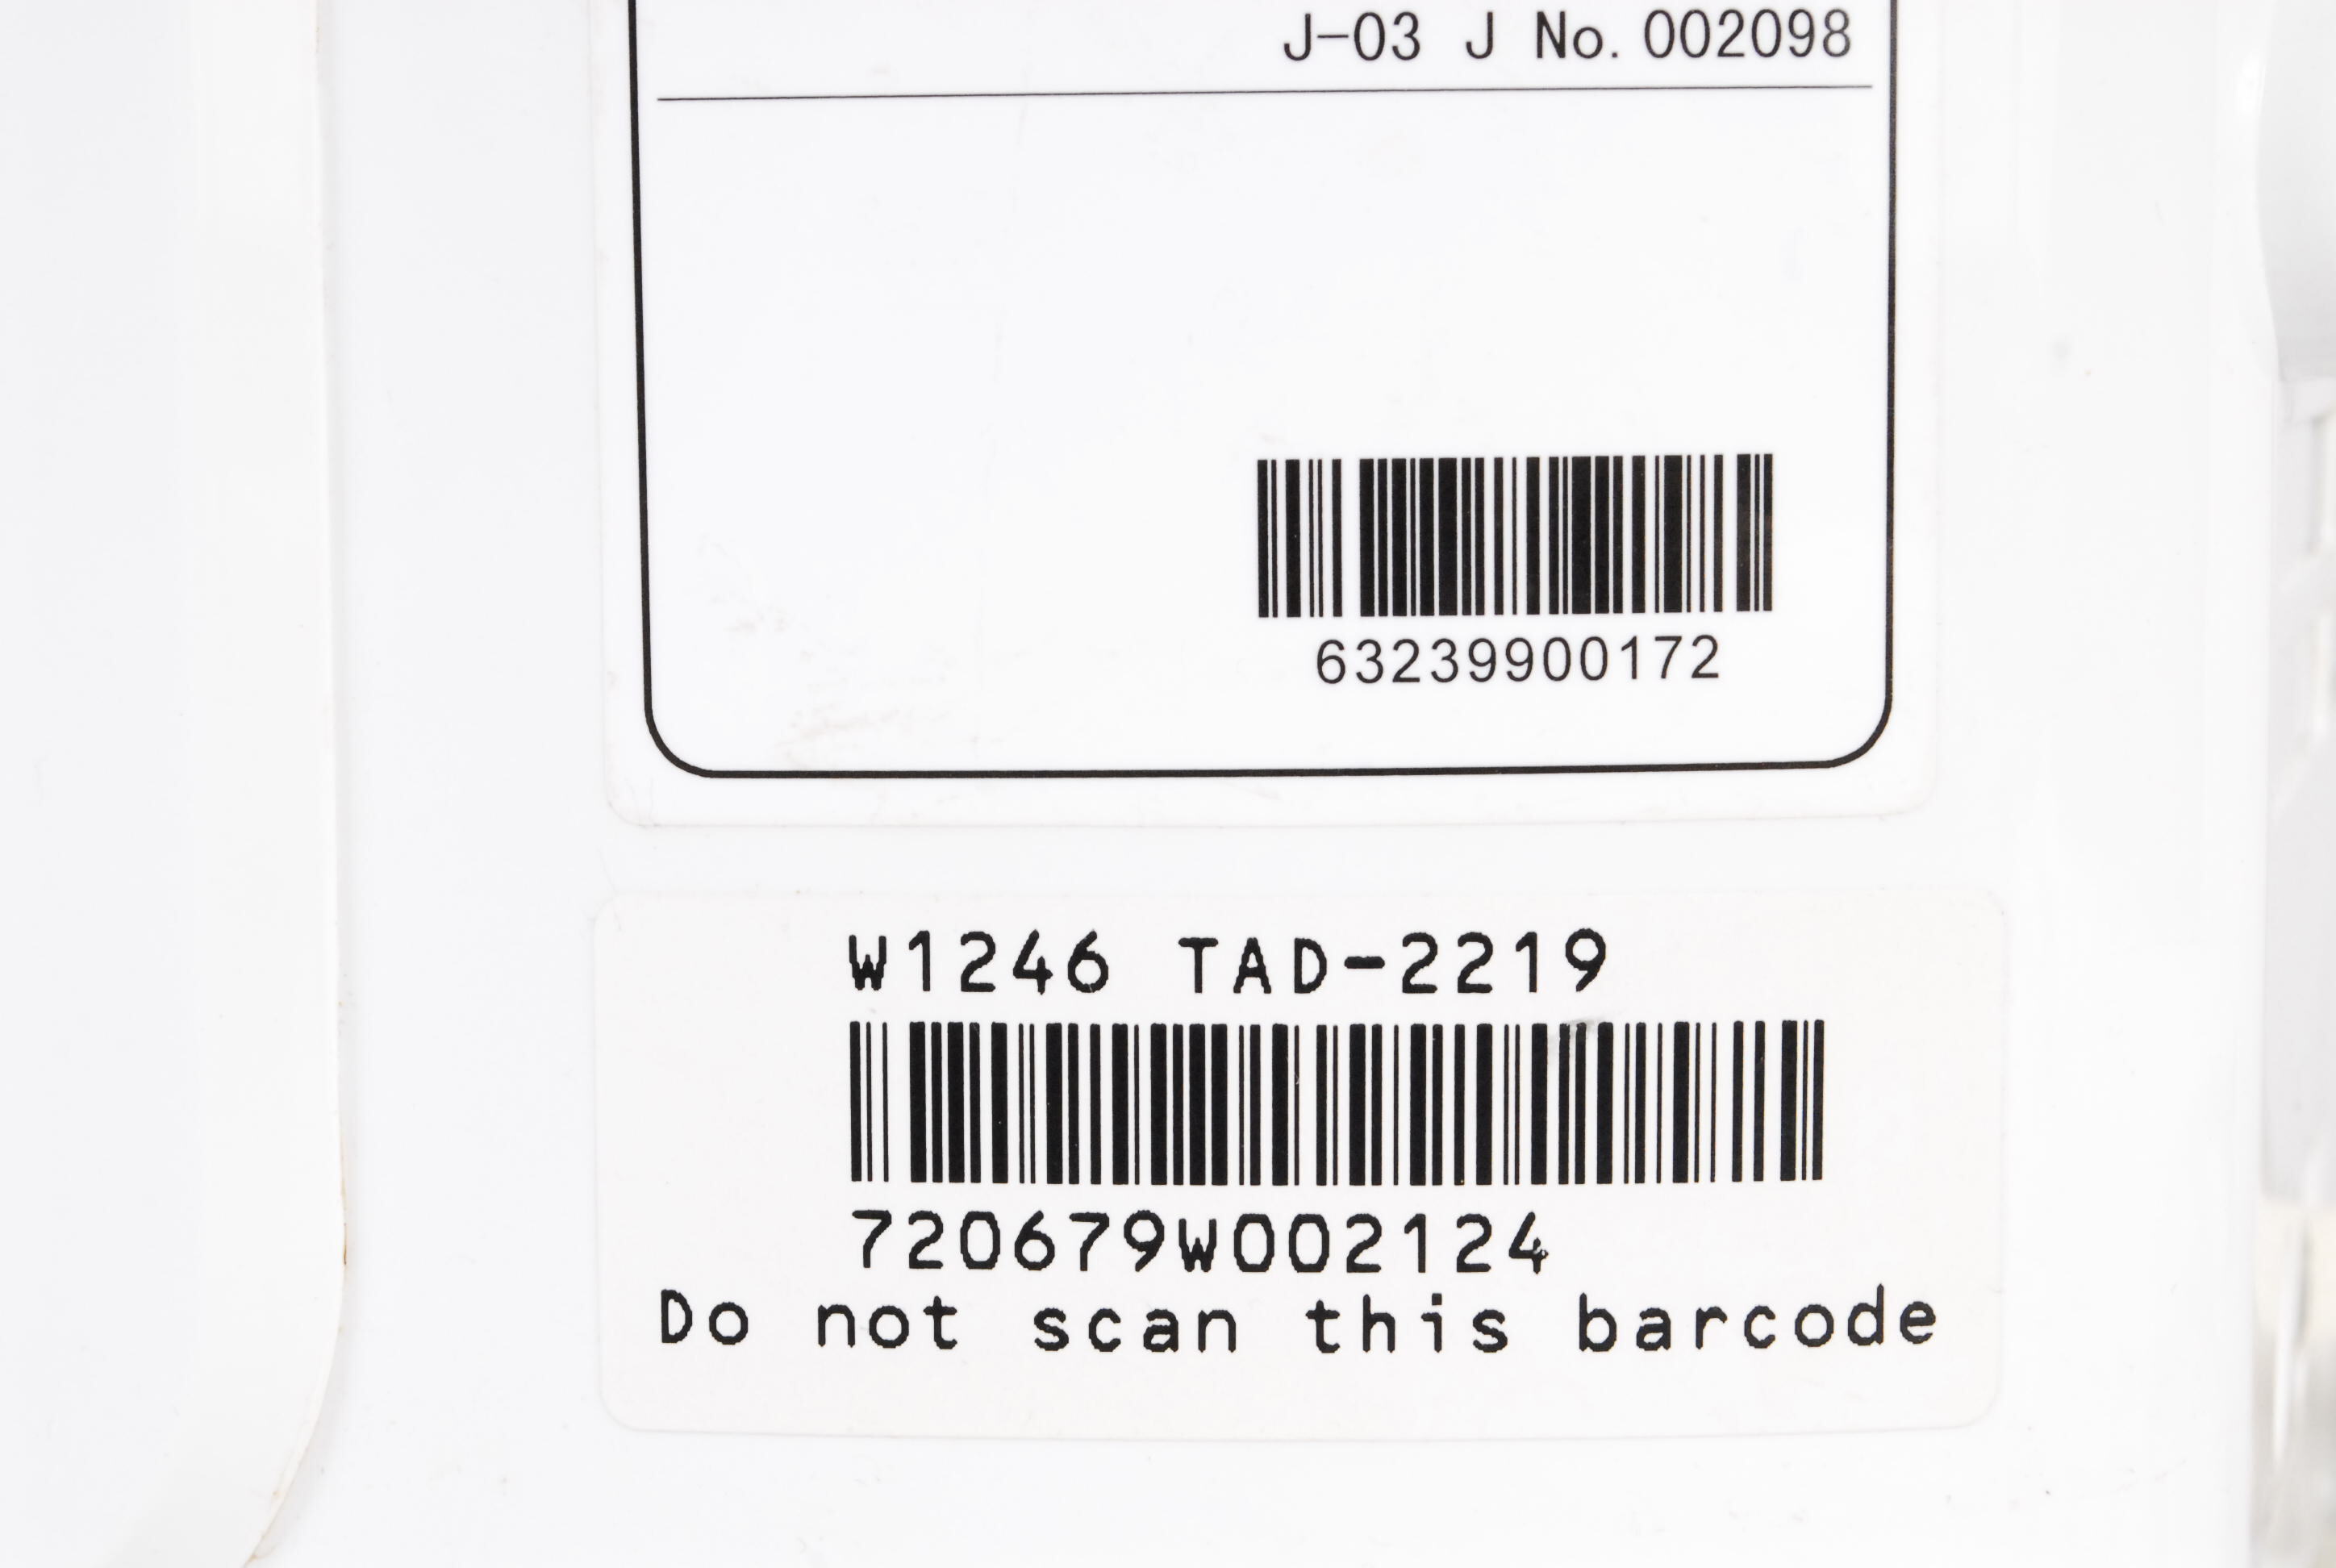 J-03 J No. 002098
63239900172
W1246 TAD-2219
720679W002124
Do not scan this barcode